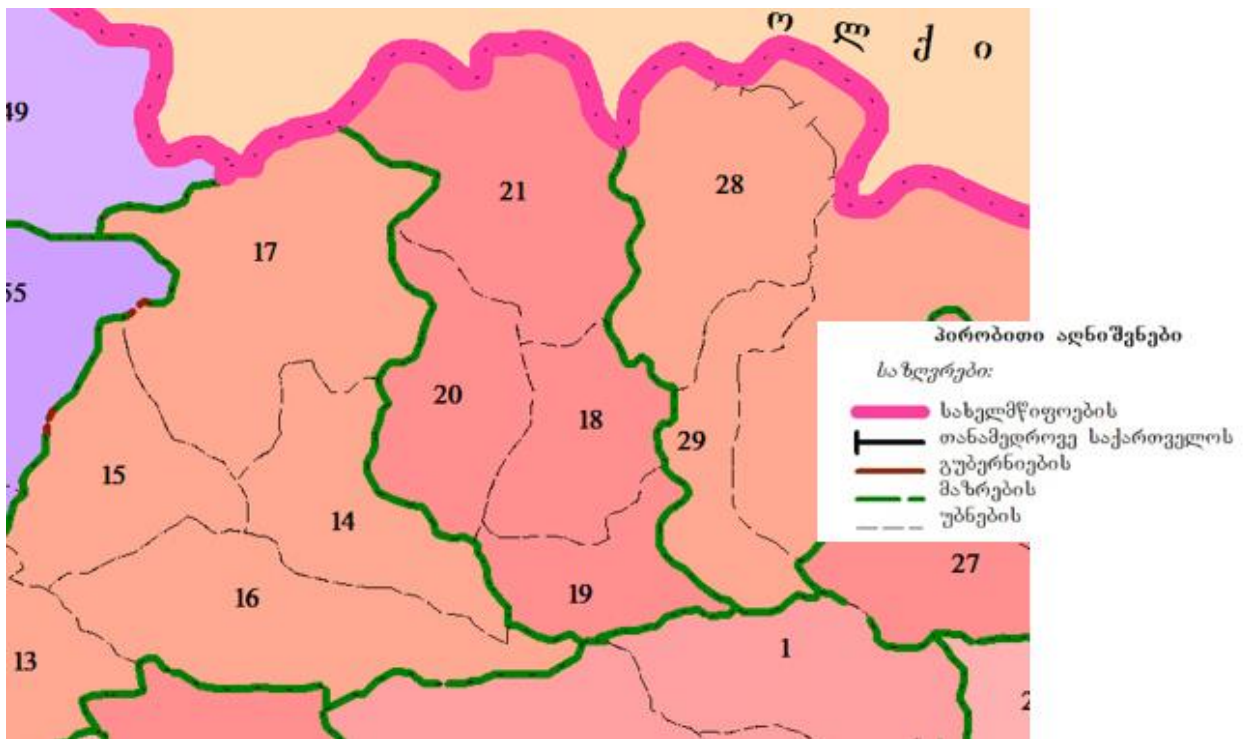 ო ლ ქ ი
49
28
21
17
55
პირობითი აღნიშვნები
საზღვრები:
სახელმწიფოების
თანამედროვე საქართველოს
გუბერნიების
მაზრების
უბნების
20
18
29
15
14
27
19
16
1
13
2